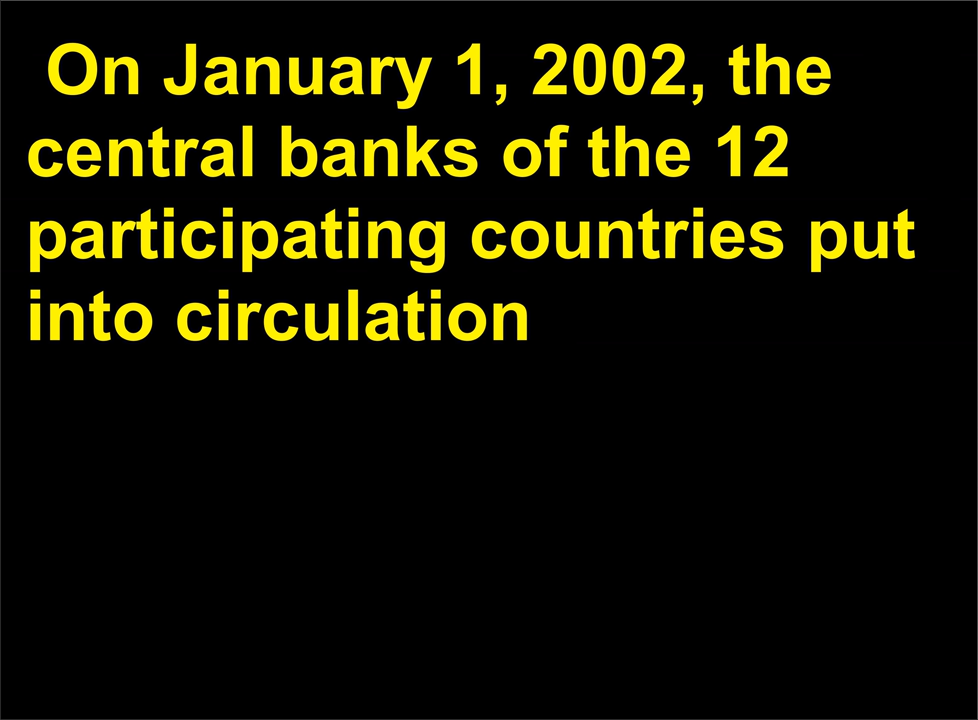 On January 1, 2002, the
central banks of the 12
participating countries put
into circulation